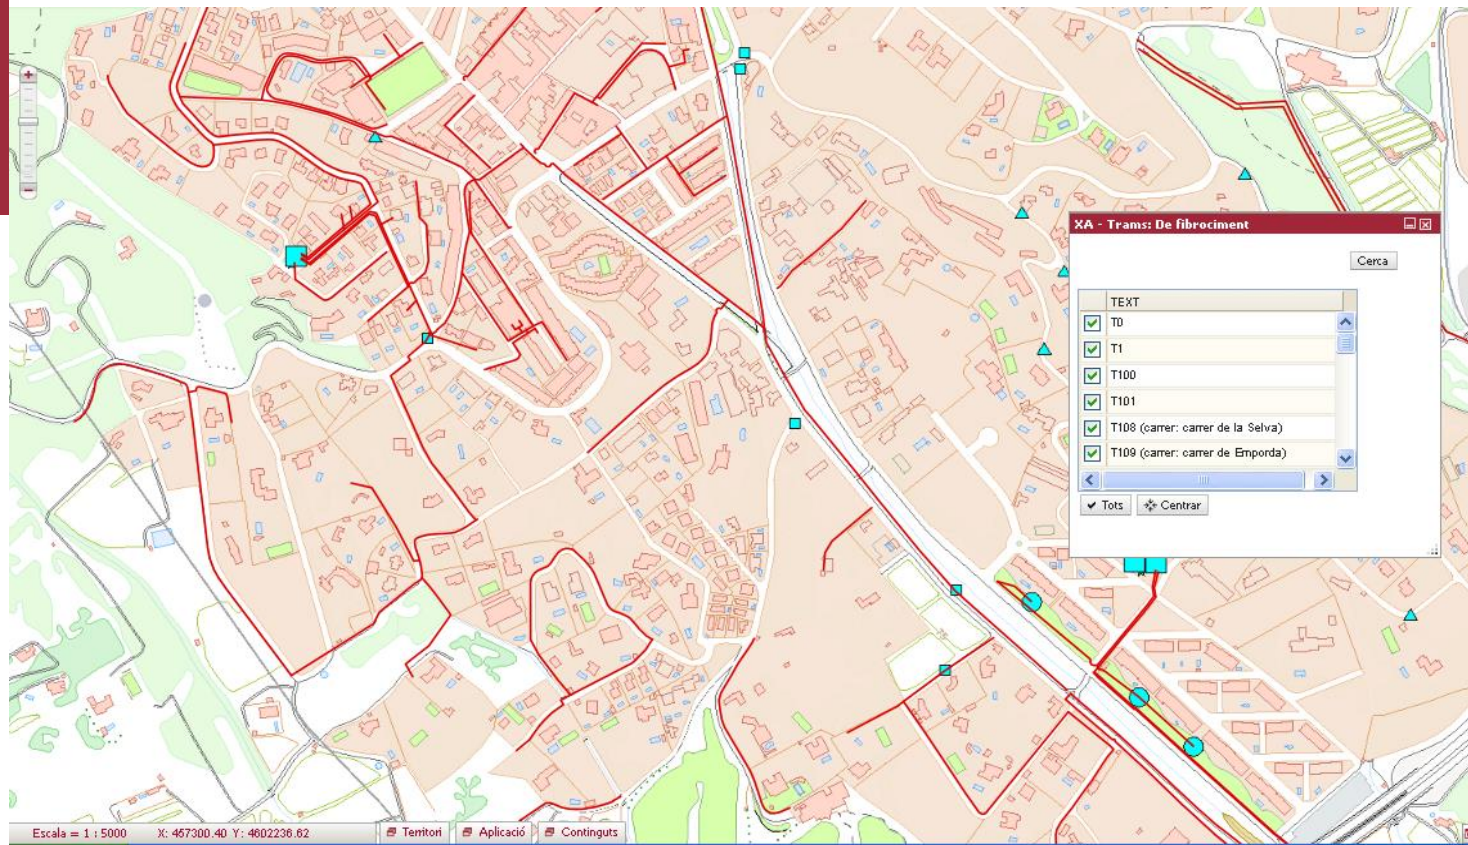 XA - Trams: De fibrociment
Cerca
TEXT
T0
T1
T100
T101
T108 (carrer: carrer de la Selva)
T109 (carrer: carrer de Emporda)
Tots
Centrar
Escala = 1 : 5000
X: 457300.40 Y: 4602236.62
Territori
Aplicació
Continguts